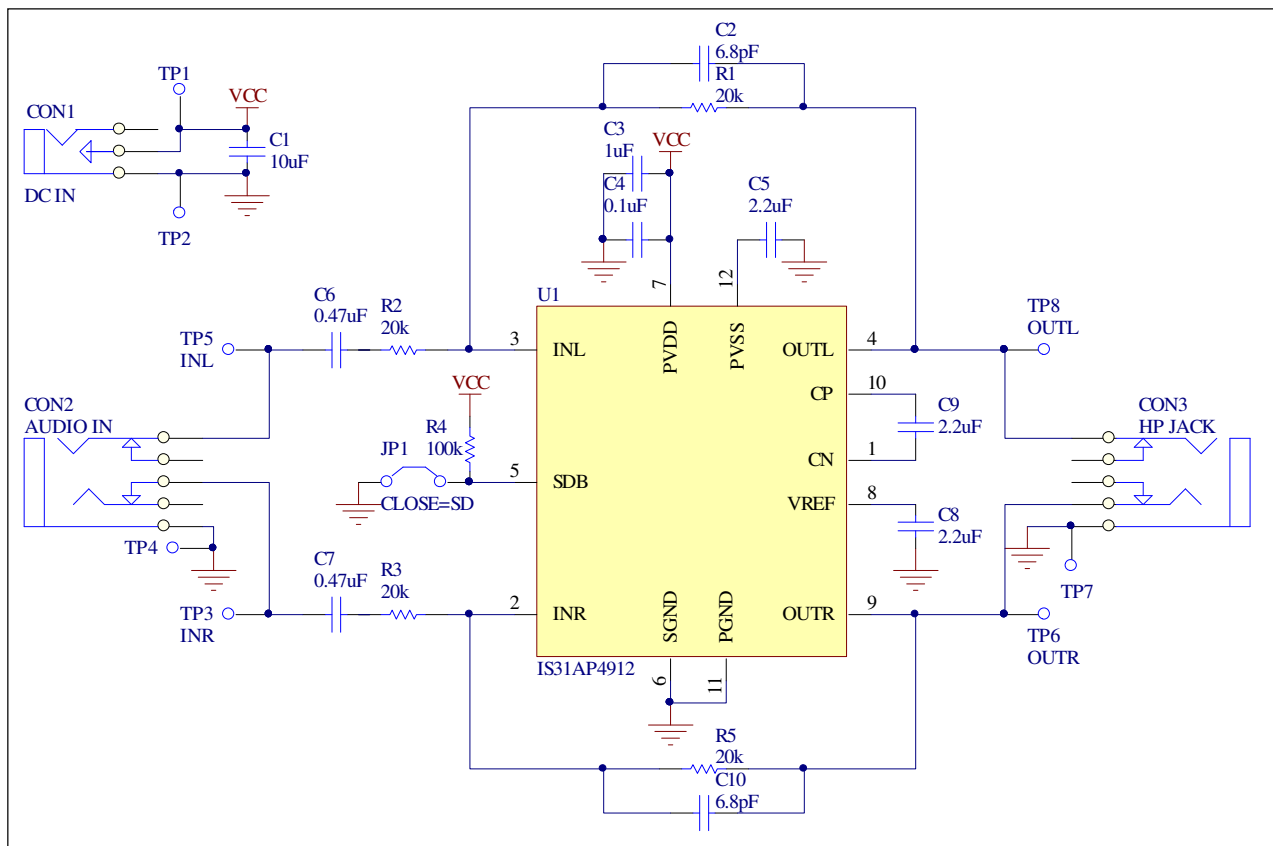 C2
6.8pF
R1
20k
TP1
VCC
CON1
C1
10uF
DC IN
TP2
C3
1uF
VCC
C4
0.1uF
C5
2.2uF
7
12
U1
PVDD
PVSS
C6
0.47uF
R2
20k
TP5
INL
3
INL
OUTL
4
TP8
OUTL
VCC
R4
100k
JP1
CLOSE=SD
5
SDB
CP
10
C9
2.2uF
CN
1
VREF
8
C8
2.2uF
CON2
AUDIO IN
TP4
CON3
HP JACK
TP7
C7
0.47uF
R3
20k
TP3
INR
2
INR
SGND
PGND
OUTR
9
TP6
OUTR
IS31AP4912
6
11
R5
20k
C10
6.8pF